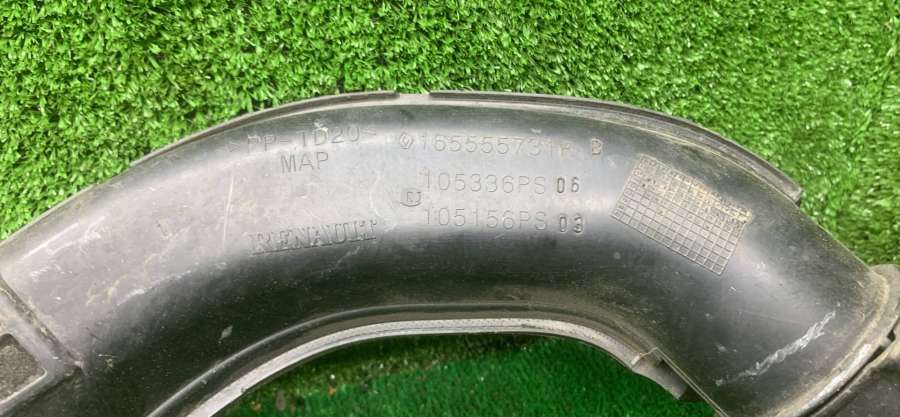 >PP-TD20< 165555731R B
MAP
105336PS 06
105156PS 03
RENAULT